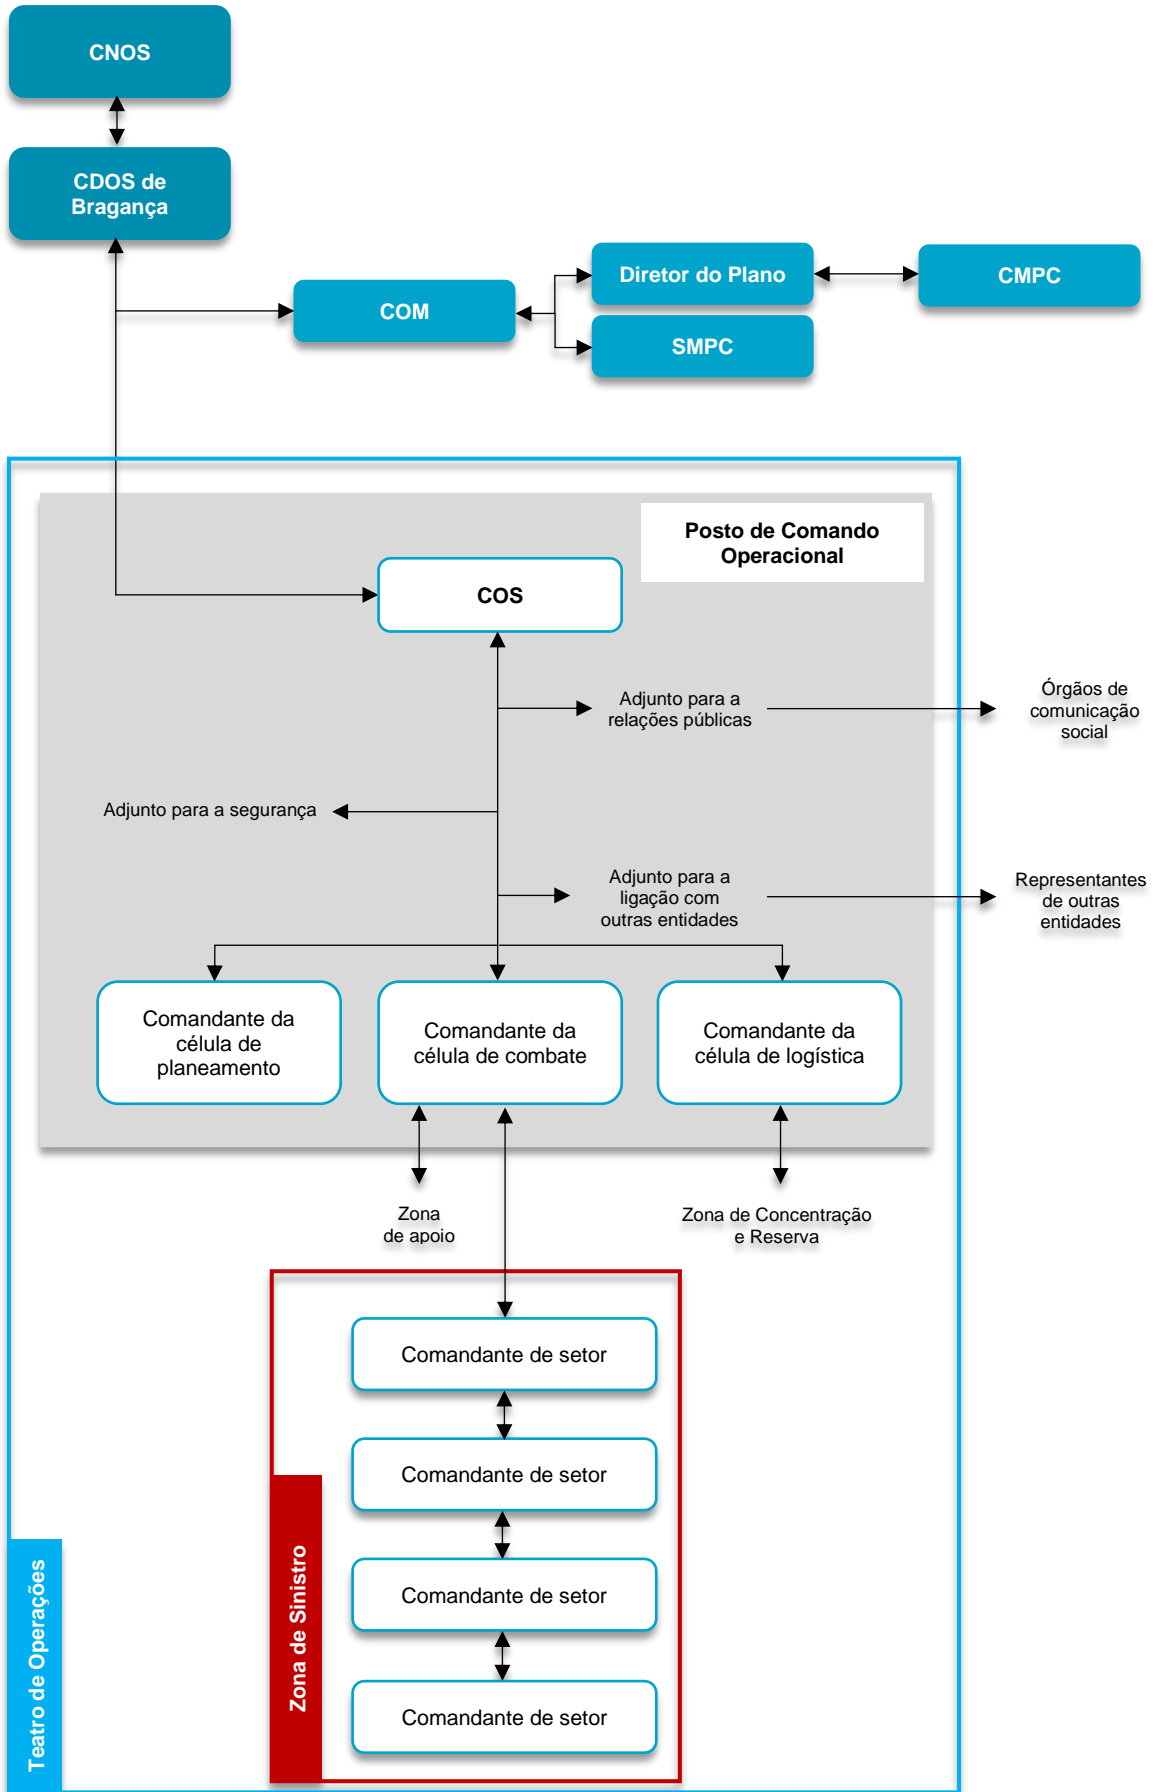 CNOS
CDOS de
Bragança
Diretor do Plano
CMPC
COM
SMPC
Posto de Comando
Operacional
COS
Adjunto para a
relações públicas
Órgãos de
comunicação
social
Adjunto para a segurança
Adjunto para a
ligação com
outras entidades
Representantes
de outras
entidades
Comandante da
célula de
planeamento
Comandante da
célula de combate
Comandante da
célula de logística
Zona
de apoio
Zona de Concentração
e Reserva
Comandante de setor
Comandante de setor
Comandante de setor
Comandante de setor
Zona de Sinistro
Teatro de Operações